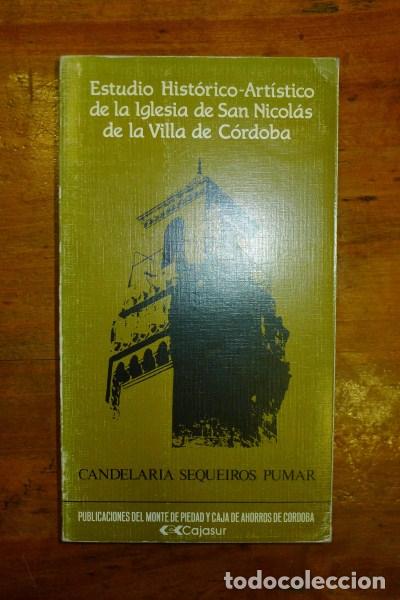 Estudio Histórico-Artístico
de la Iglesia de San Nicolás
de la Villa de Córdoba
CANDELARIA SEQUEIROS PUMAR
PUBLICACIONES DEL MONTE DE PIEDAD Y CAJA DE AHORROS DE CORDOBA
Cajasur
todocoleccion